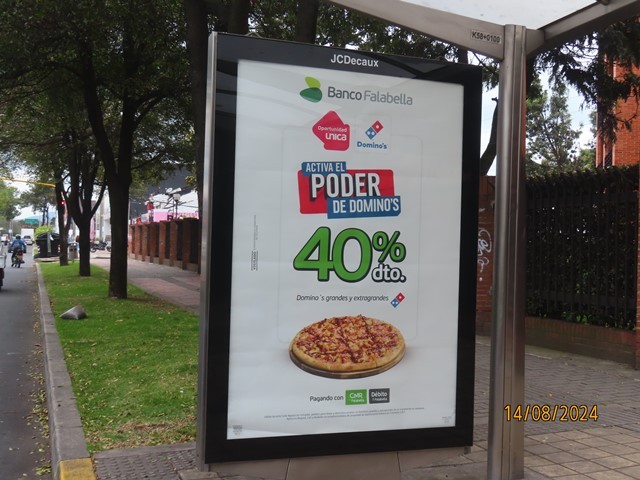 JCDecaux
K58+0100
Banco Falabella
Oportunidad
única
Domino's
ACTIVA EL
PODER
DE DOMINO'S
40%
dto.
Domino´s grandes y extragrandes
Pagando con CMR Débito
14/08/2024